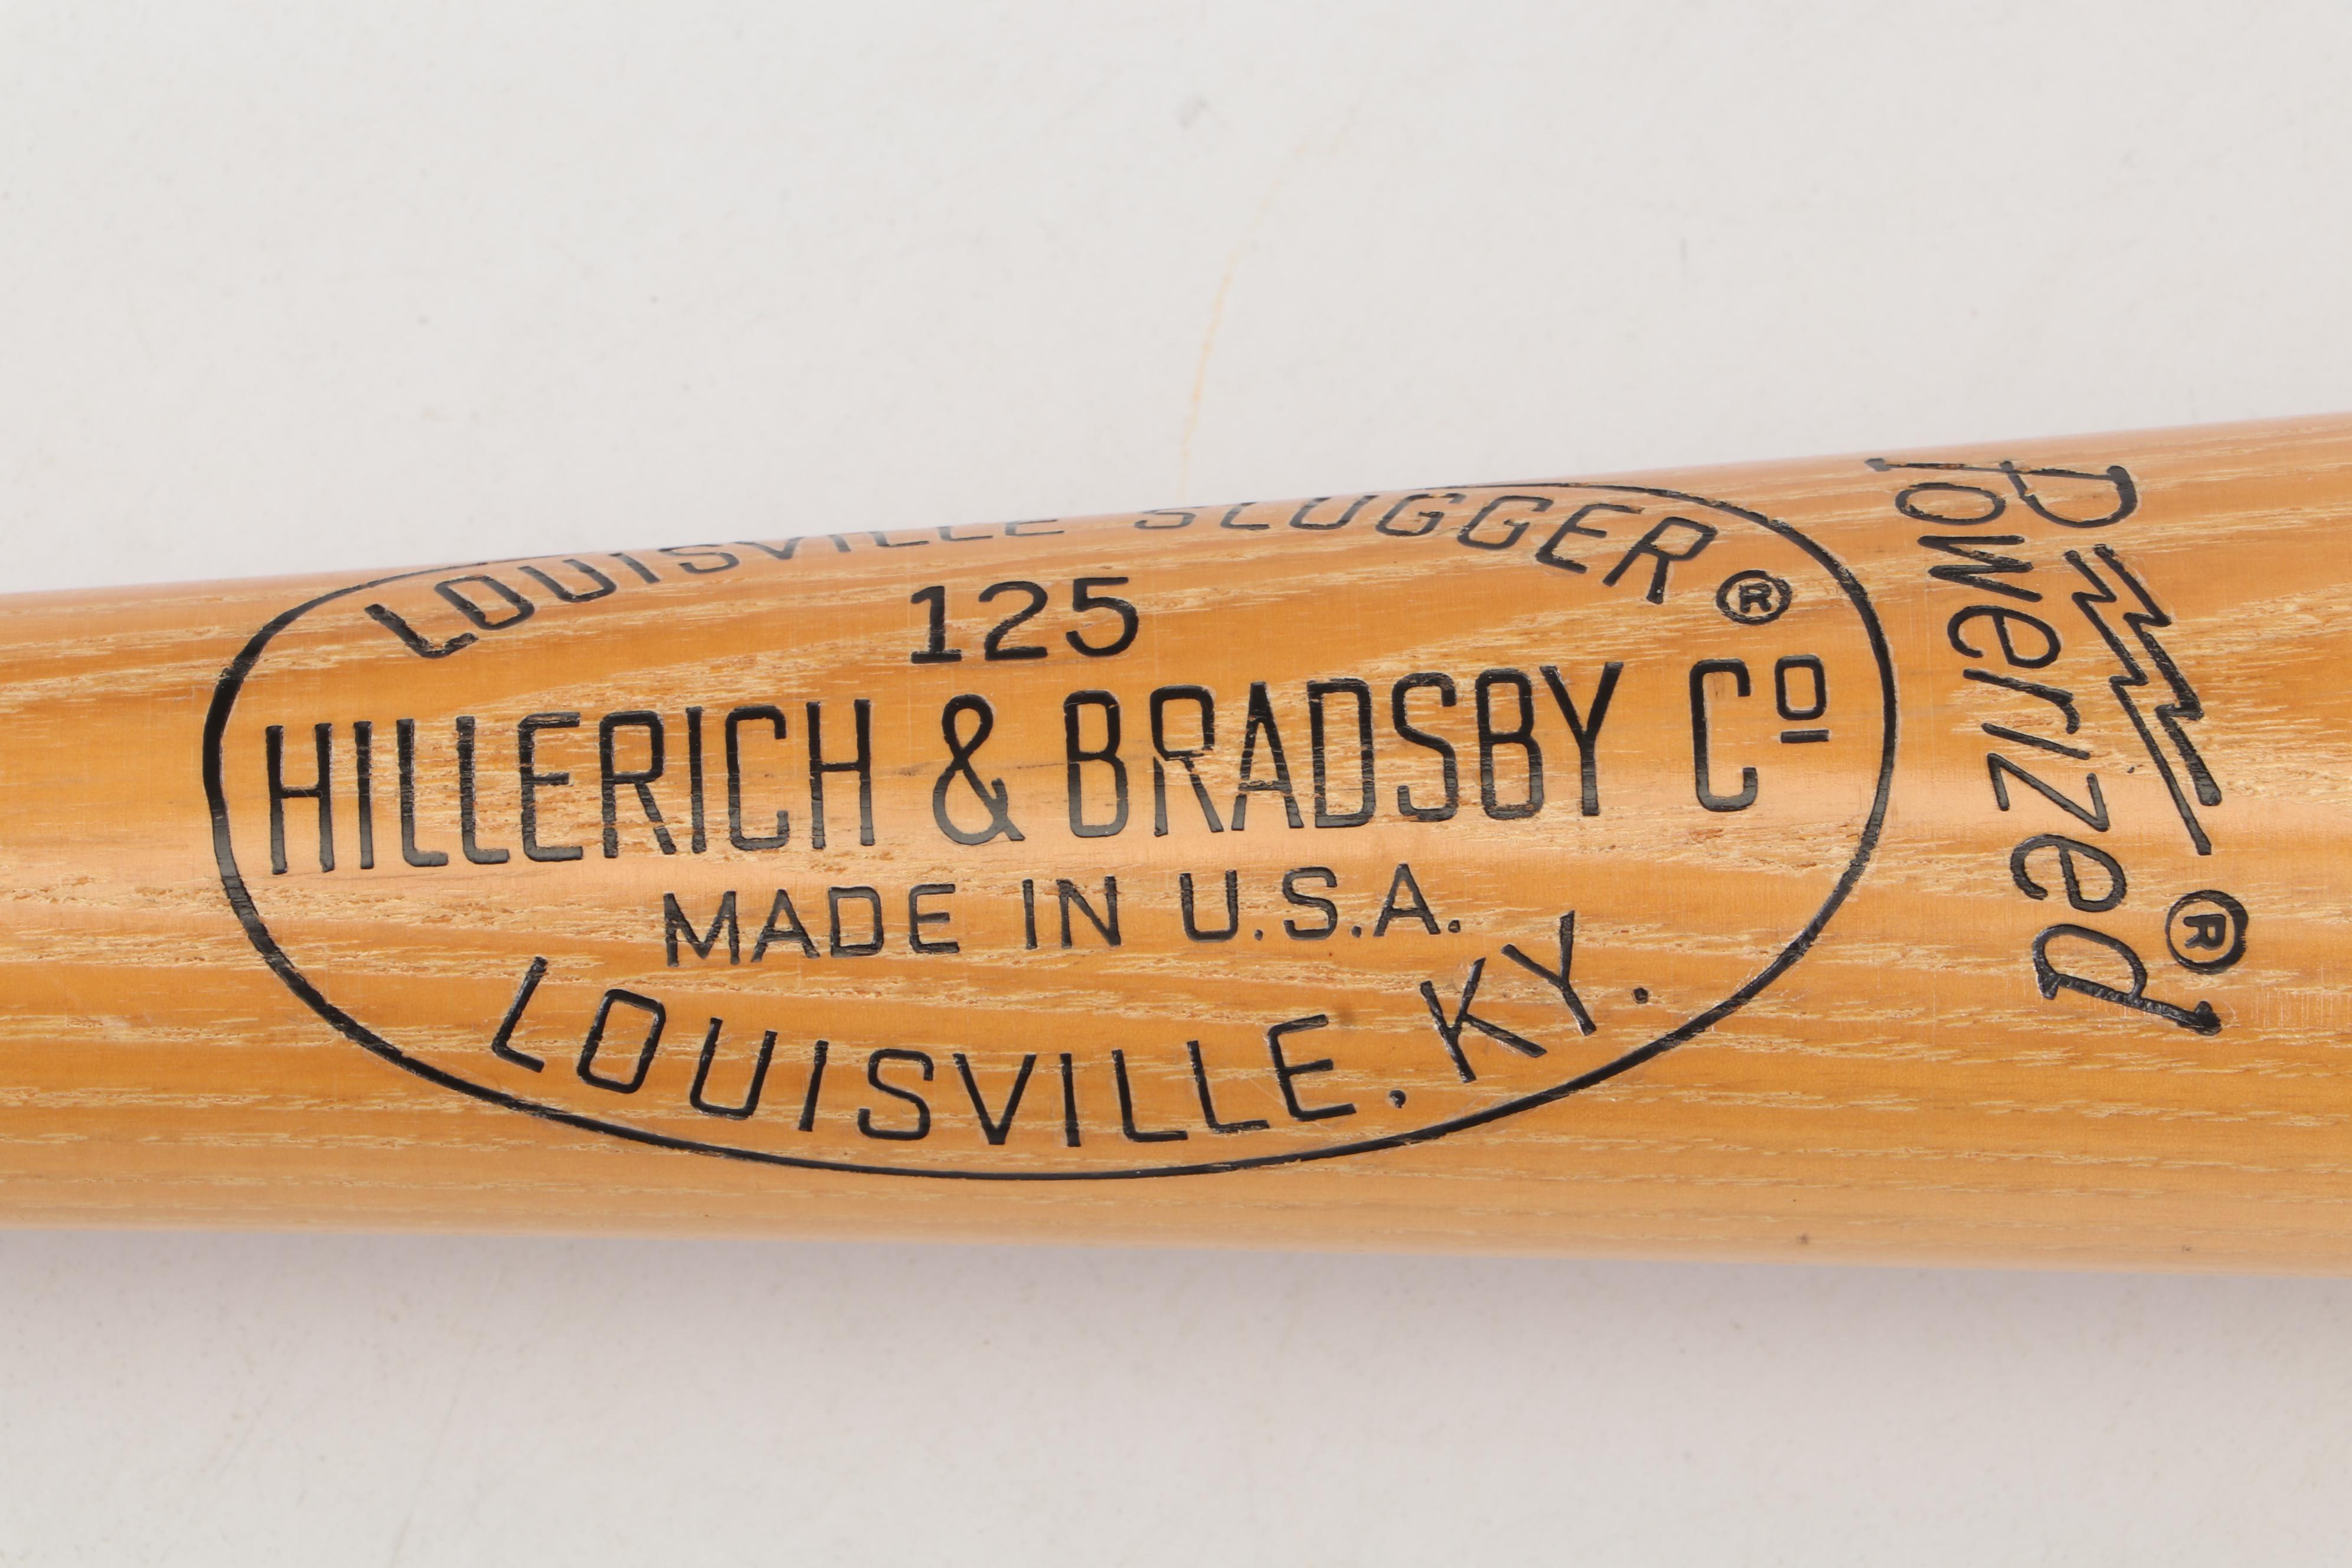 LOUISVILLE SLUGGER®
125
HILLERICH & BRADSBY Cº
MADE IN U.S.A.
LOUISVILLE, KY.
Powerized
®